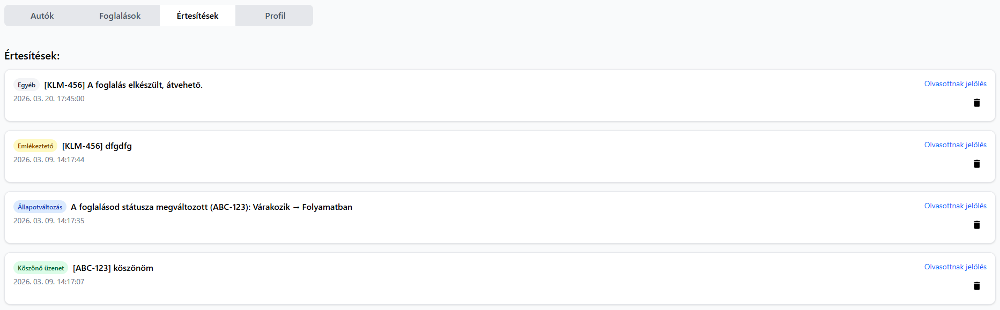 Autók Foglalások Értesítések Profil
Értesítések:
Egyéb [KLM-456] A foglalás elkészült, átvehető. Olvasottnak jelölés
2026. 03. 20. 17:45:00
Emlékeztető [KLM-456] dfgdfg Olvasottnak jelölés
2026. 03. 09. 14:17:44
Állapotváltozás A foglalásod státusza megváltozott (ABC-123): Várakozik → Folyamatban Olvasottnak jelölés
2026. 03. 09. 14:17:35
Köszönő üzenet [ABC-123] köszönöm Olvasottnak jelölés
2026. 03. 09. 14:17:07